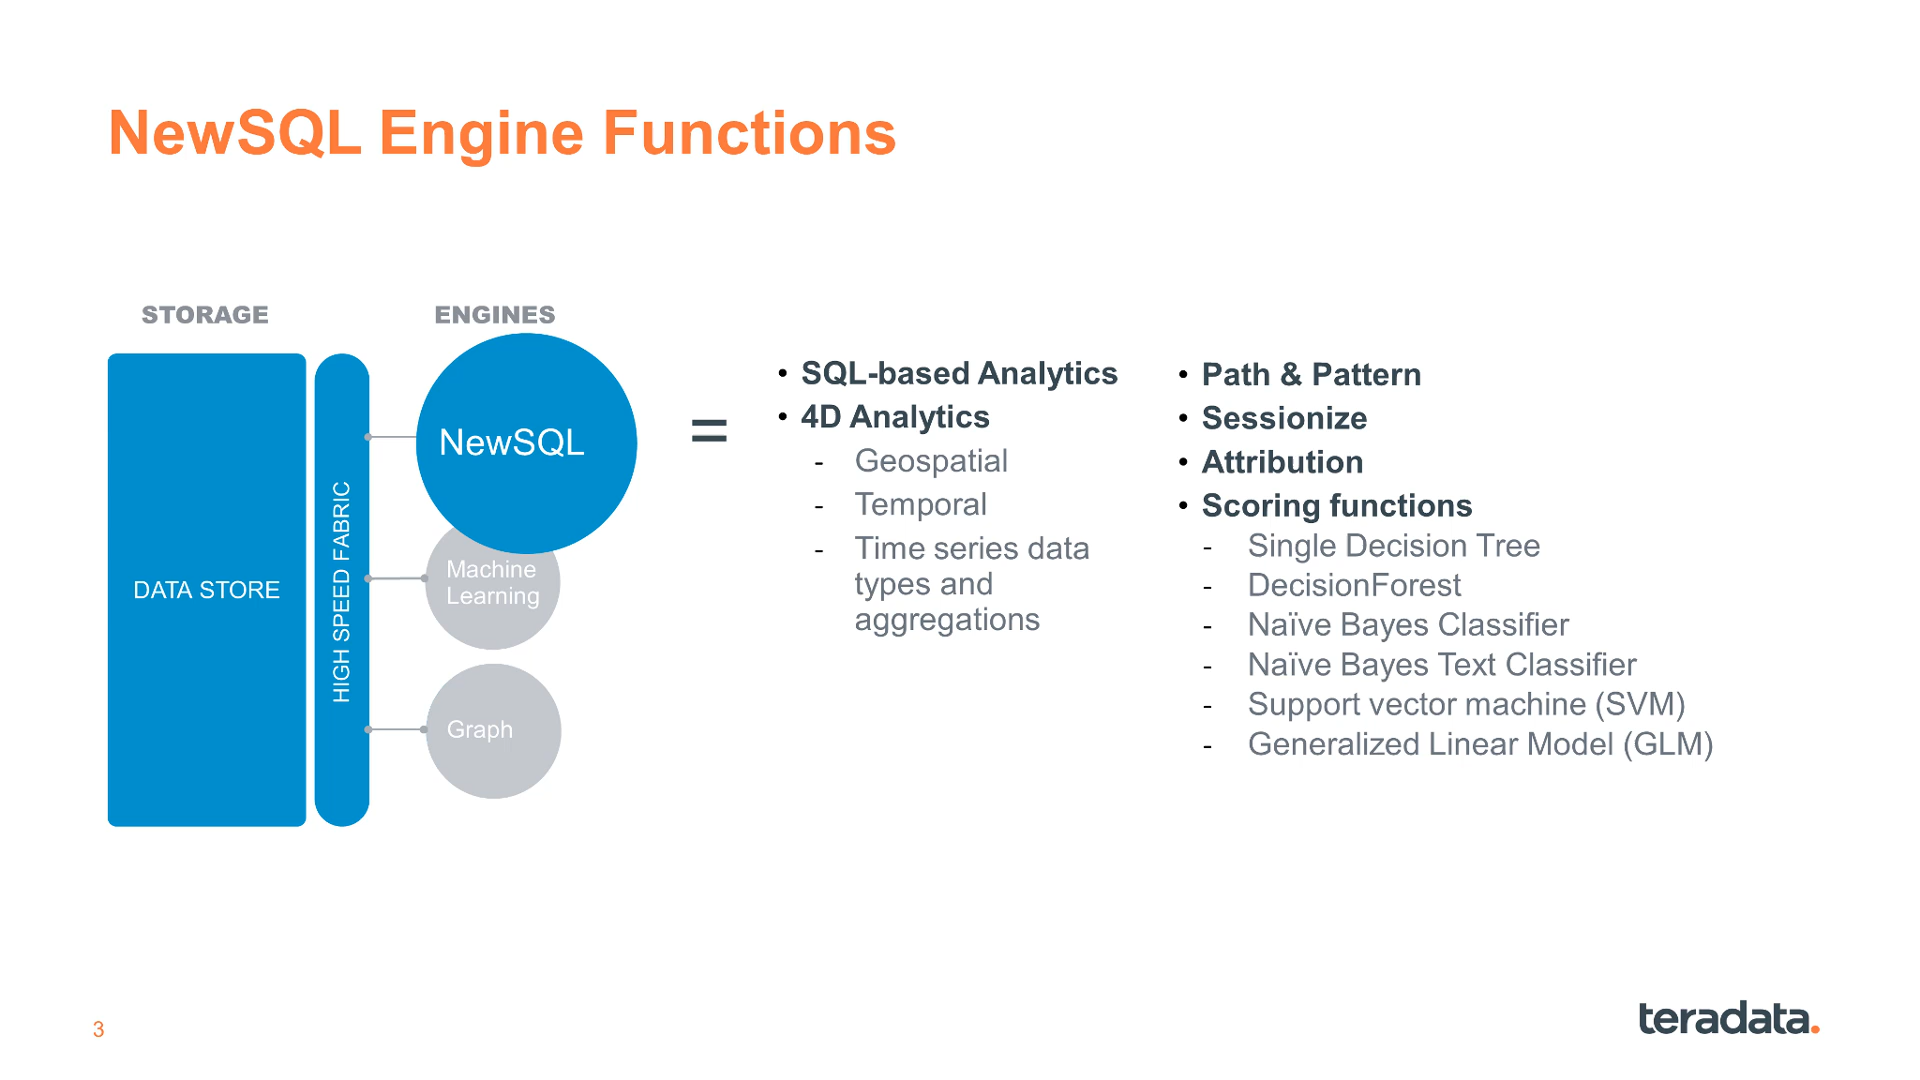 NewSQL Engine Functions
STORAGE
ENGINES
DATA STORE
HIGH SPEED FABRIC
NewSQL
Machine
Learning
Graph
=
• SQL-based Analytics
• 4D Analytics
- Geospatial
- Temporal
- Time series data
types and
aggregations
• Path & Pattern
• Sessionize
• Attribution
• Scoring functions
- Single Decision Tree
- DecisionForest
- Naïve Bayes Classifier
- Naïve Bayes Text Classifier
- Support vector machine (SVM)
- Generalized Linear Model (GLM)
3
teradata.